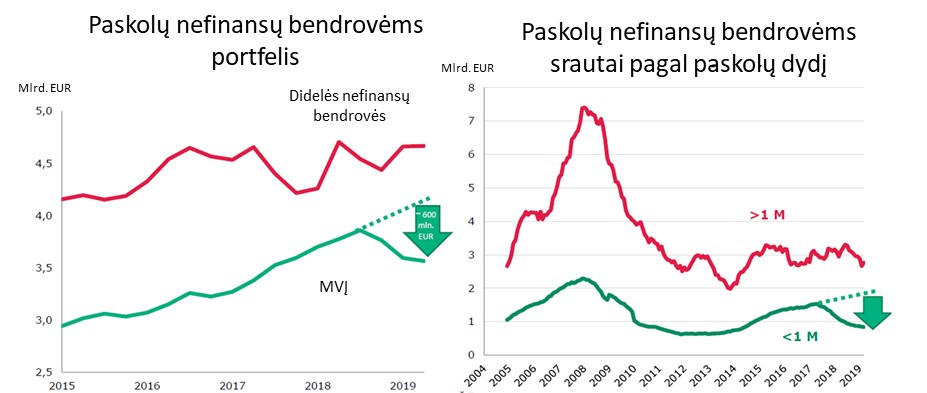 Paskolų nefinansų bendrovėms
portfelis
Mlrd. EUR
Didelės nefinansų
bendrovės
5,0
4,5
4,0
3,5
3,0
2,5
~ 600
mln.
EUR
MVĮ
2015
2016
2017
2018
2019
Paskolų nefinansų bendrovėms
srautai pagal paskolų dydį
Mlrd. EUR
8
7
6
5
4
3
2
1
0
>1 M
<1 M
2004
2005
2006
2007
2008
2009
2010
2011
2012
2013
2014
2015
2016
2017
2018
2019